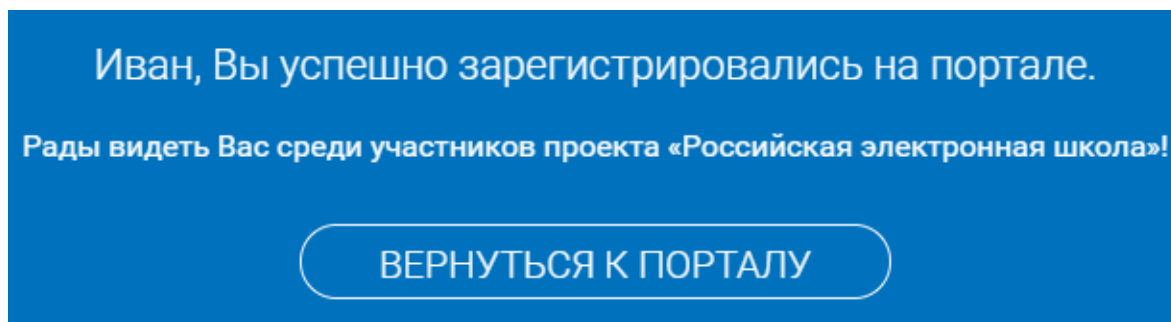 Иван, Вы успешно зарегистрировались на портале.
Рады видеть Вас среди участников проекта «Российская электронная школа»!
ВЕРНУТЬСЯ К ПОРТАЛУ